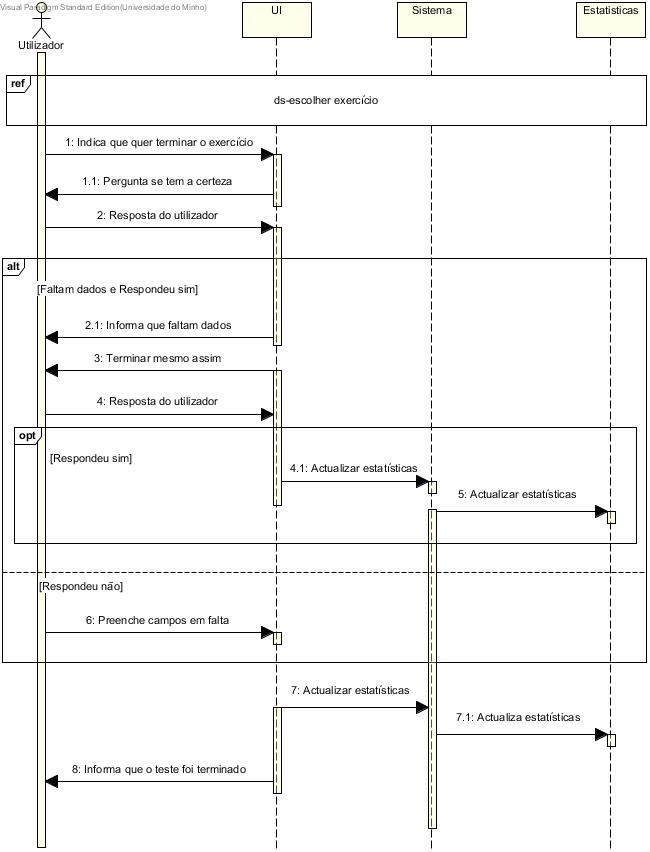 Visual Paradigm Standard Edition(Universidade do Minho)
UI
Sistema
Estatisticas
Utilizador
ref
ds-escolher exercício
1: Indica que quer terminar o exercício
1.1: Pergunta se tem a certeza
2: Resposta do utilizador
alt
[Faltam dados e Respondeu sim]
2.1: Informa que faltam dados
3: Terminar mesmo assim
4: Resposta do utilizador
opt
[Respondeu sim]
4.1: Actualizar estatísticas
5: Actualizar estatísticas
[Respondeu não]
6: Preenche campos em falta
7: Actualizar estatísticas
7.1: Actualiza estatísticas
8: Informa que o teste foi terminado